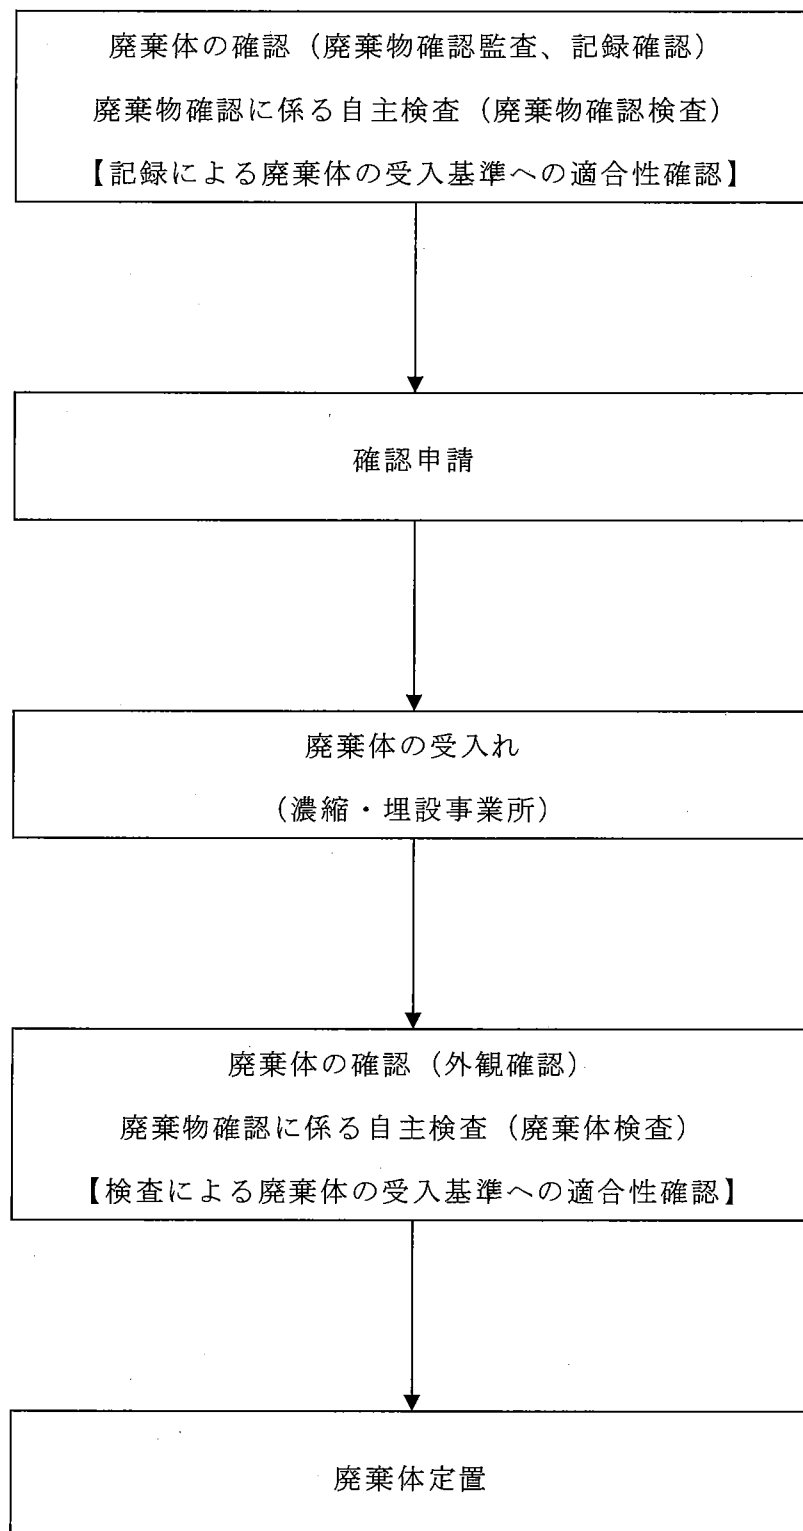 廃棄体の確認（廃棄物確認監査、記録確認）
廃棄物確認に係る自主検査（廃棄物確認検査）
【記録による廃棄体の受入基準への適合性確認】
確認申請
廃棄体の受入れ
（濃縮・埋設事業所）
廃棄体の確認（外観確認）
廃棄物確認に係る自主検査（廃棄体検査）
【検査による廃棄体の受入基準への適合性確認】
廃棄体定置